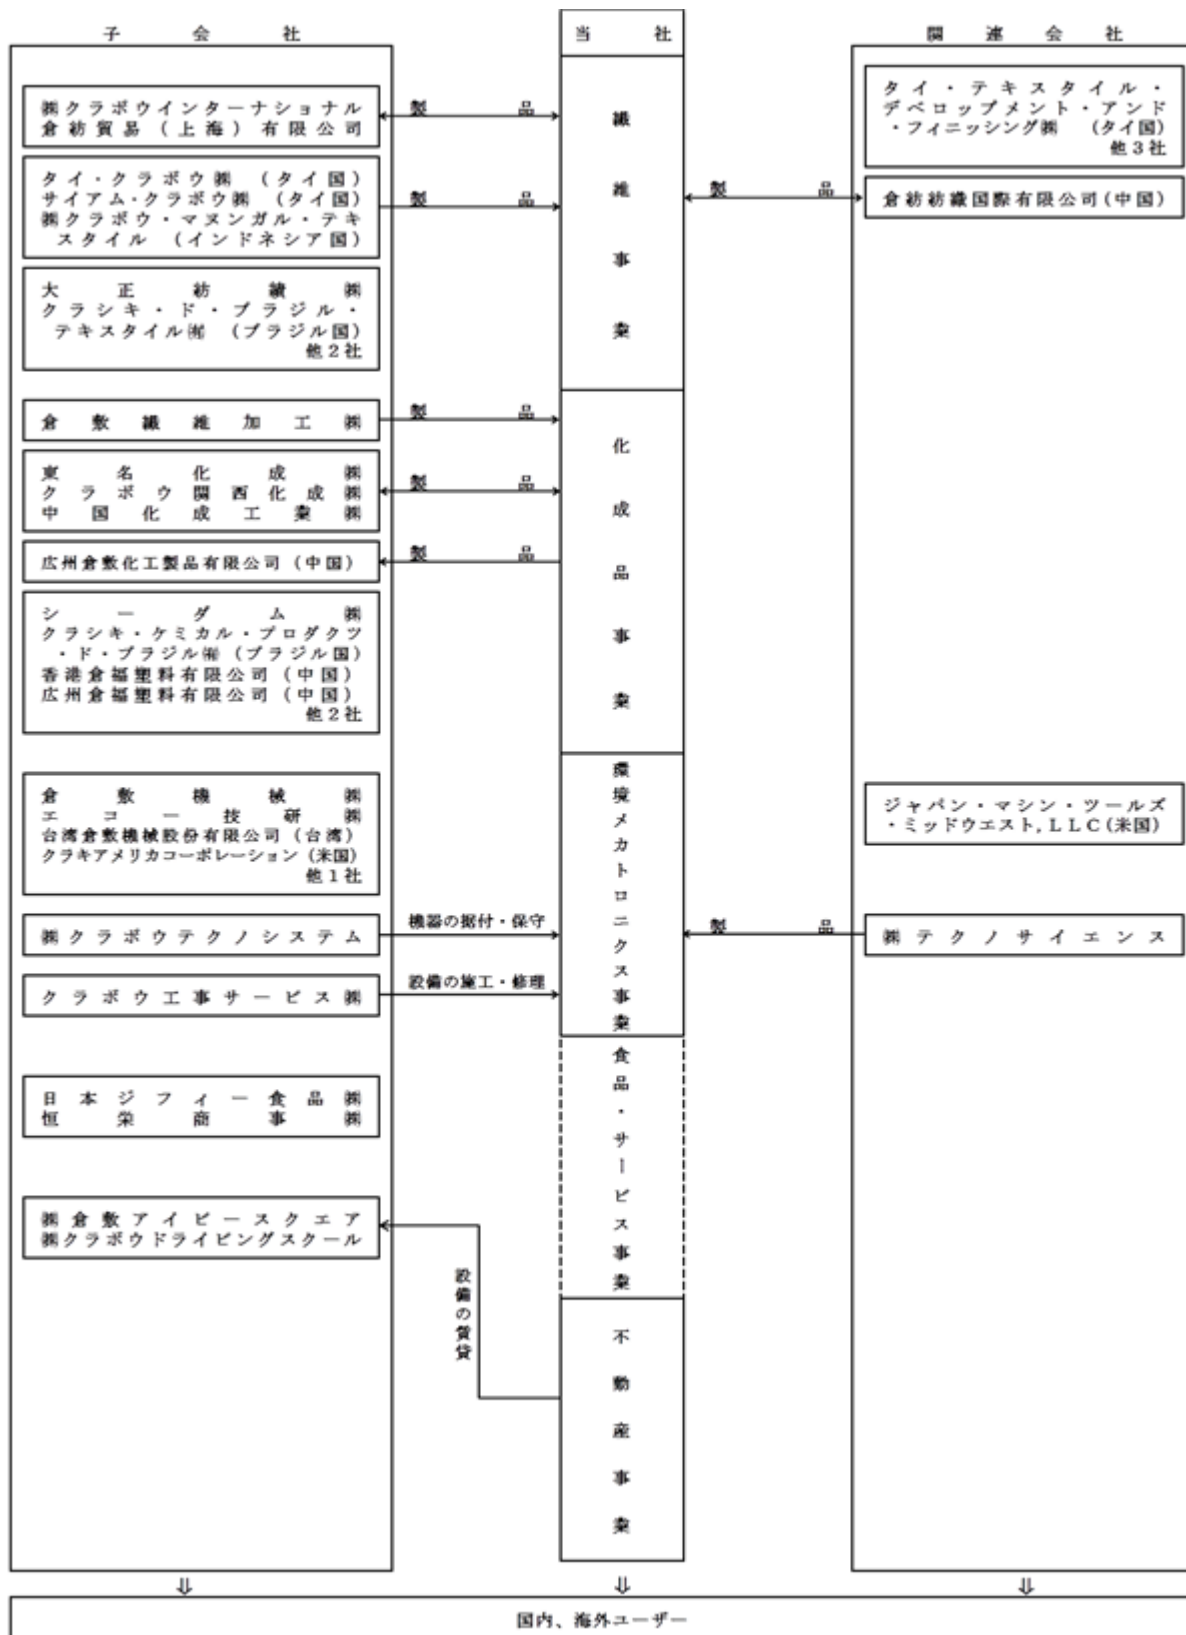 子会社
当社
関連会社
㈱クラボウインターナショナル
倉紡貿易(上海)有限公司
製品
タイ・クラボウ㈱ (タイ国)
サイアム・クラボウ㈱ (タイ国)
㈱クラボウ・マヌンガル・テキ
スタイル (インドネシア国)
製品
大正紡績㈱
クラシキ・ド・ブラジル・
テキスタイル㈲ (ブラジル国)
他2社
繊維事業
タイ・テキスタイル・
デベロップメント・アンド
・フィニッシング㈱ (タイ国)
他3社
製品
倉紡紡織国際有限公司(中国)
倉敷繊維加工㈱
製品
東名化成㈱
クラボウ関西化成㈱
中国化成工業㈱
製品
広州倉敷化工製品有限公司(中国)
製品
シーダム㈱
クラシキ・ケミカル・プロダクツ
・ド・ブラジル㈲ (ブラジル国)
香港倉福塑料有限公司(中国)
広州倉福塑料有限公司(中国)
他2社
化成品事業
倉敷機械㈱
エコー技研㈱
台湾倉敷機械股份有限公司(台湾)
クラキアメリカコーポレーション(米国)
他1社
㈱クラボウテクノシステム
機器の据付・保守
クラボウ工事サービス㈱
設備の施工・修理
環境メカトロニクス事業
ジャパン・マシン・ツールズ
・ミッドウエスト,LLC(米国)
製品
㈱テクノサイエンス
日本ジフィー食品㈱
恒栄商事㈱
食品・サービス事業
㈱倉敷アイビースクエア
㈱クラボウドライビングスクール
設備の賃貸
不動産事業
国内、海外ユーザー